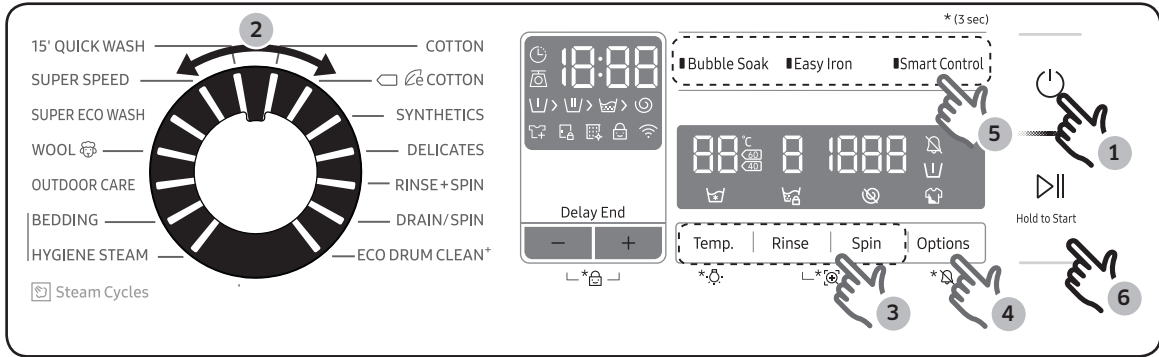 * (3 sec)
2
15' QUICK WASH
SUPER SPEED
SUPER ECO WASH
WOOL
OUTDOOR CARE
BEDDING
HYGIENE STEAM
Steam Cycles
COTTON
COTTON
SYNTHETICS
DELICATES
RINSE+SPIN
DRAIN/SPIN
ECO DRUM CLEAN+
18:88
Delay End
− +
*
Bubble Soak Easy Iron Smart Control
5
88 °C 60 40 8 1888
Temp. Rinse Spin Options
* * *
3
4
1
Hold to Start
6